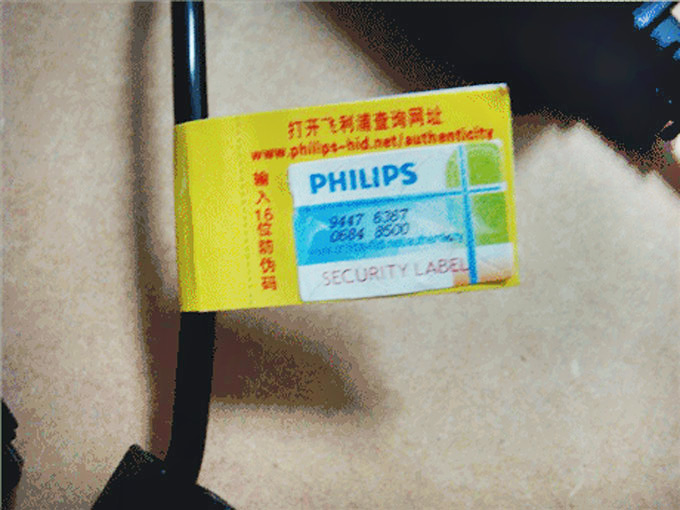 打开飞利浦查询网址
www.philips-hid.net/authenticity
输入16位防伪码
PHILIPS
9447 6367
0684 8500
SECURITY LABEL